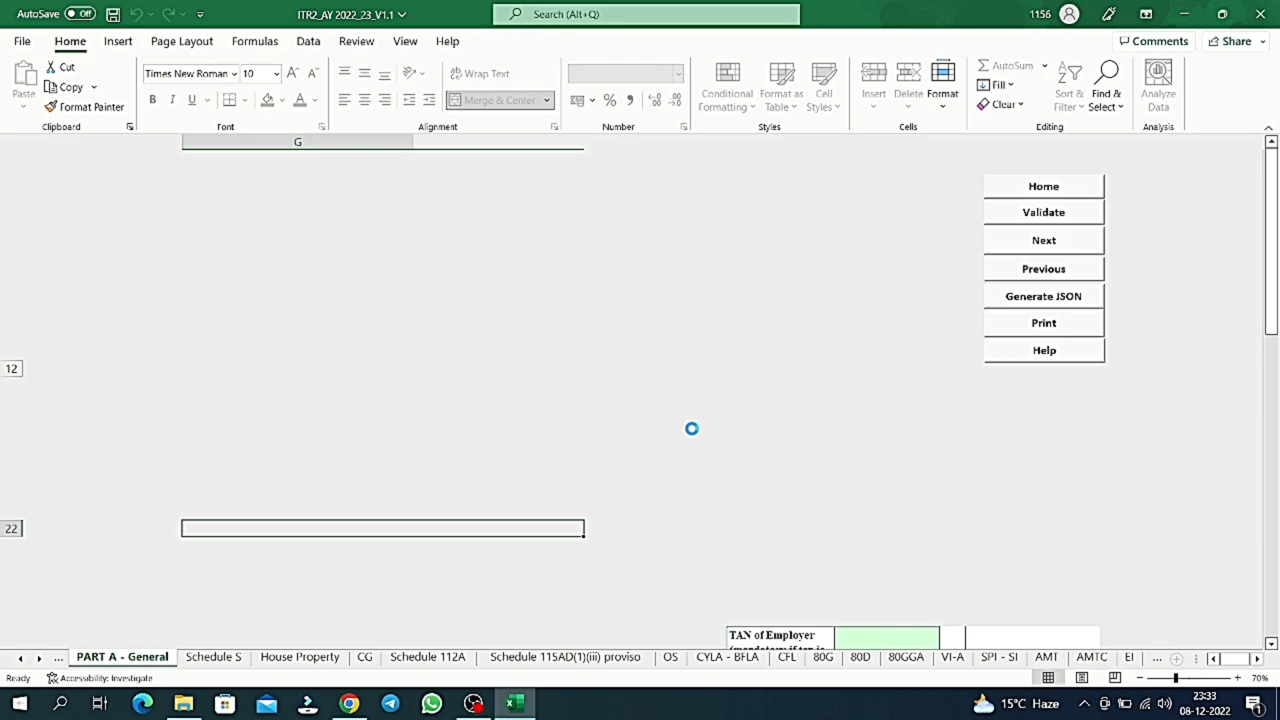 AutoSave Off ITR2_AY 2022_23_V1.1 Search (Alt+Q) 1156
File Home Insert Page Layout Formulas Data Review View Help Comments Share
Paste Cut Copy Format Painter
Clipboard
Times New Roman 10
B I U A
Font
Wrap Text
Merge & Center
Alignment
%
Number
Conditional Formatting
Format as Table
Cell Styles
Styles
Insert Delete Format
Cells
AutoSum
Fill
Clear
Sort & Filter
Find & Select
Editing
Analyze Data
Analysis
G
Home
Validate
Next
Previous
Generate JSON
Print
Help
12
22
TAN of Employer
... PART A - General Schedule S House Property CG Schedule 112A Schedule 115AD(1)(iii) proviso OS CYLA - BFLA CFL 80G 80D 80GGA VI-A SPI - SI AMT AMTC EI ...
Ready Accessibility: Investigate 70%
15°C Haze 23:33
08-12-2022